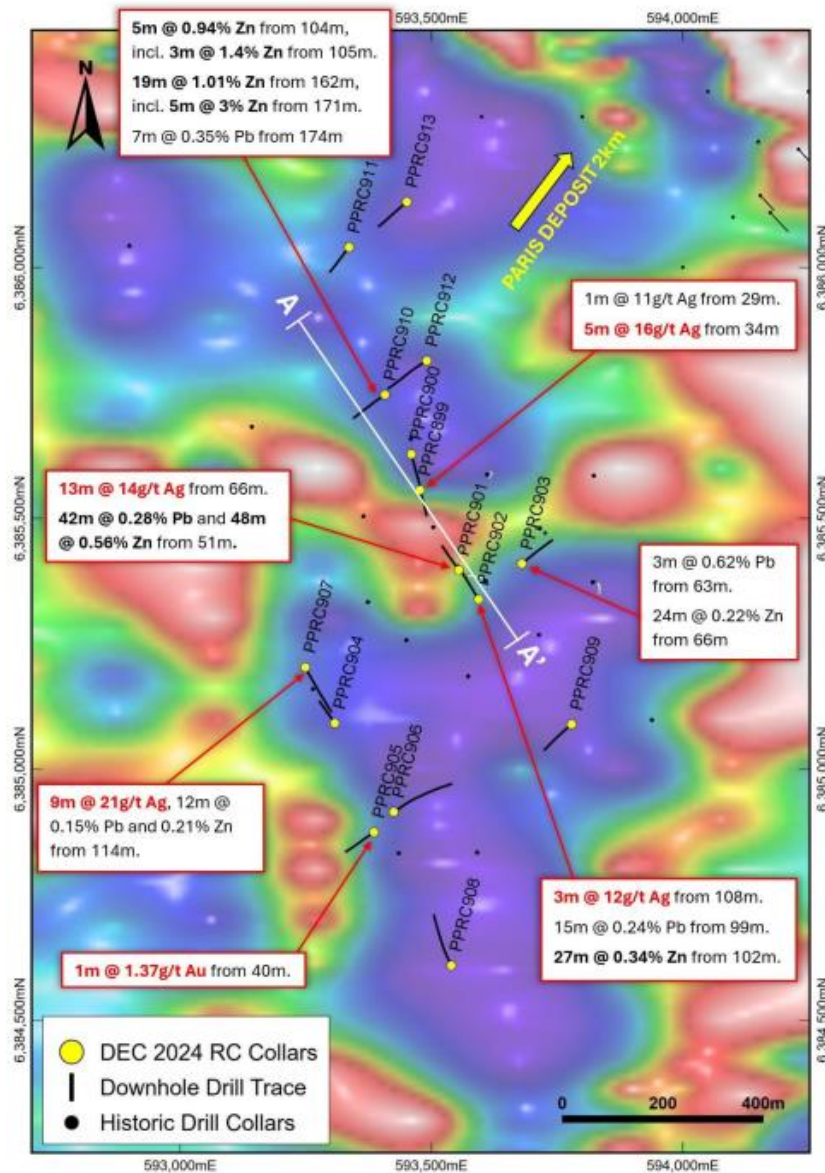 593,500mE
594,000mE
5m @ 0.94% Zn from 104m,
incl. 3m @ 1.4% Zn from 105m.
19m @ 1.01% Zn from 162m,
incl. 5m @ 3% Zn from 171m.
7m @ 0.35% Pb from 174m
N
PPRC911
PPRC913
PARIS DEPOSIT 2km
6,386,000mN
6,386,000mN
1m @ 11g/t Ag from 29m.
5m @ 16g/t Ag from 34m
A
PPRC910
PPRC912
PPRC900
PPRC899
13m @ 14g/t Ag from 66m.
42m @ 0.28% Pb and 48m
@ 0.56% Zn from 51m.
6,385,500mN
6,385,500mN
PPRC901
PPRC902
PPRC903
3m @ 0.62% Pb
from 63m.
24m @ 0.22% Zn
from 66m
A'
PPRC907
PPRC904
PPRC909
6,385,000mN
6,385,000mN
PPRC905
PPRC906
9m @ 21g/t Ag, 12m @
0.15% Pb and 0.21% Zn
from 114m.
3m @ 12g/t Ag from 108m.
15m @ 0.24% Pb from 99m.
27m @ 0.34% Zn from 102m.
PPRC908
1m @ 1.37g/t Au from 40m.
6,384,500mN
6,384,500mN
DEC 2024 RC Collars
Downhole Drill Trace
Historic Drill Collars
0 200 400m
593,000mE
593,500mE
594,000mE